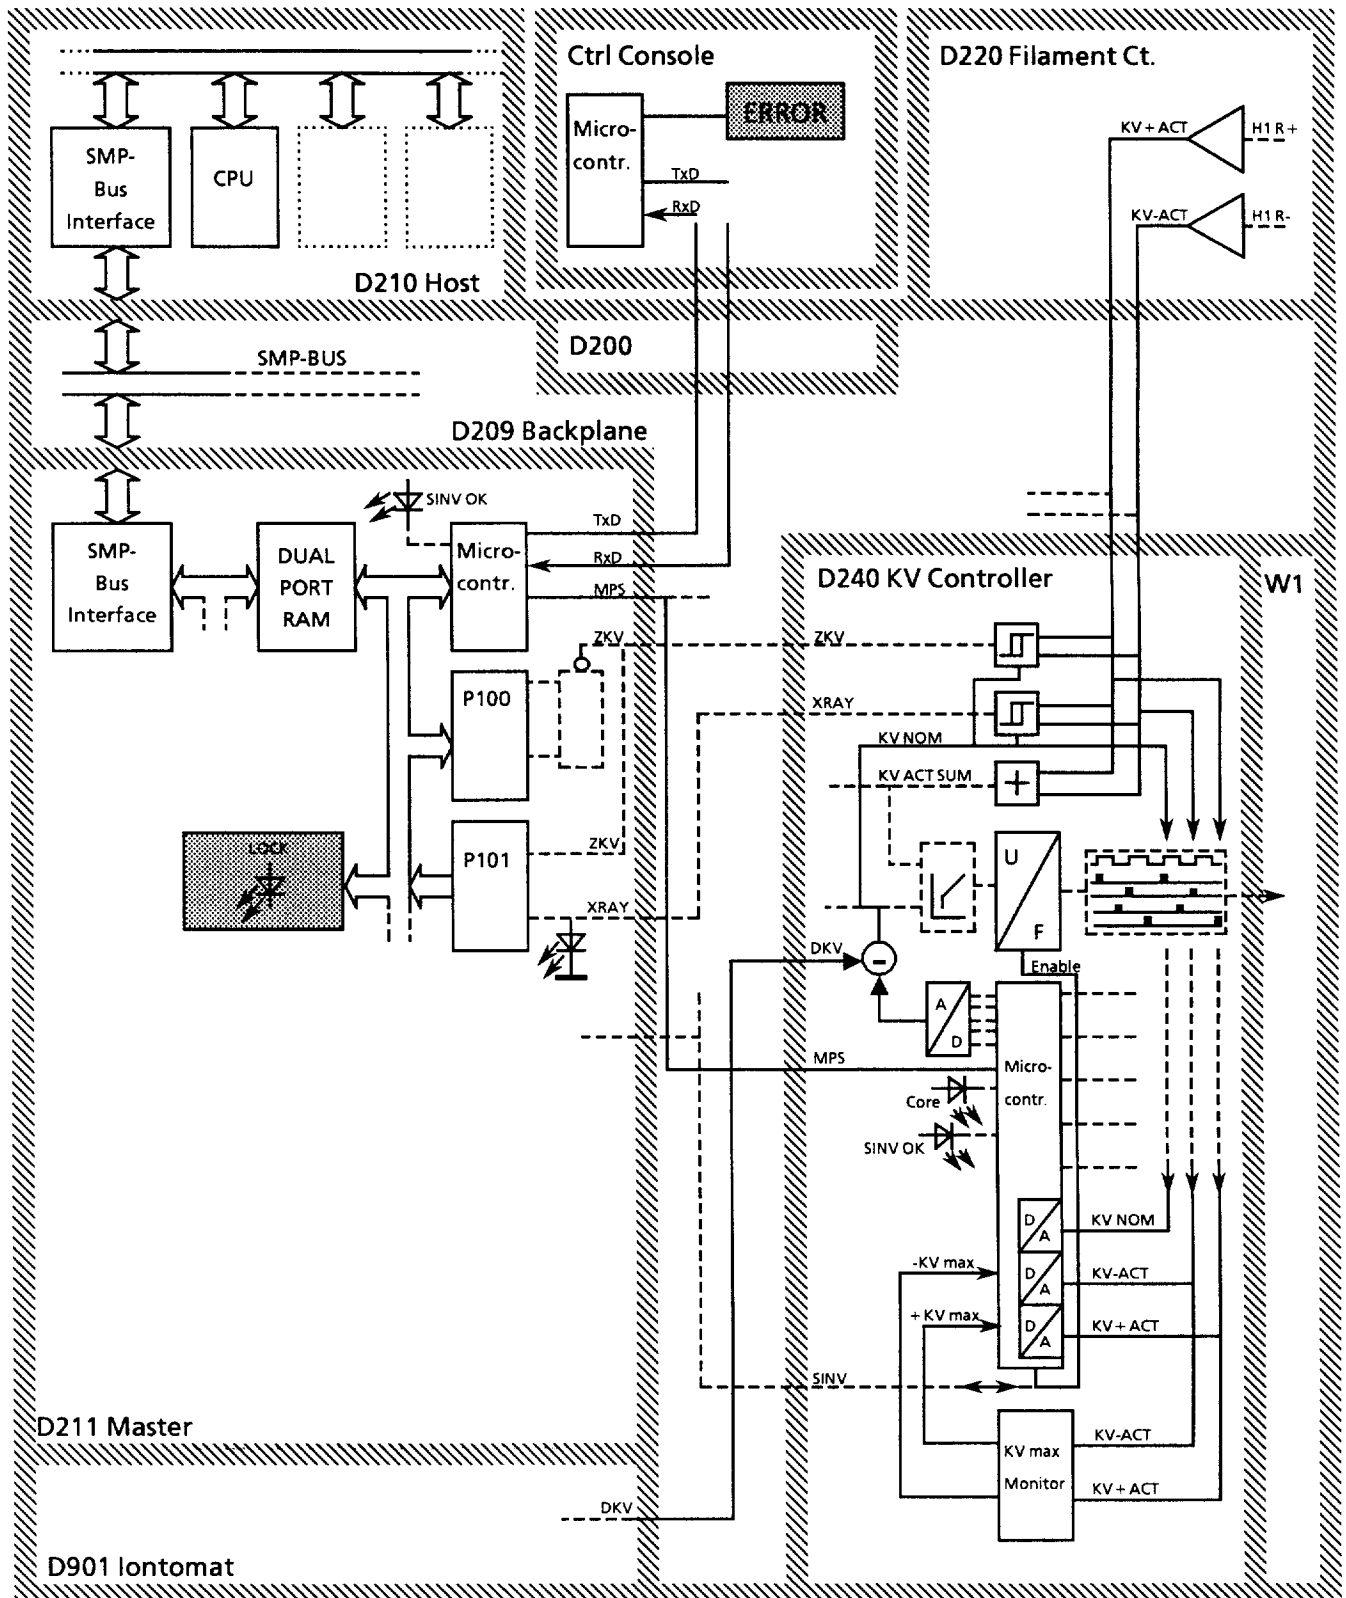 Ctrl Console
D220 Filament Ct.
SMP-
Bus
Interface
CPU
Micro-
contr.
ERROR
TxD
RxD
KV + ACT
H1 R +
KV-ACT
H1 R-
D210 Host
D200
SMP-BUS
D209 Backplane
SINV OK
SMP-
Bus
Interface
DUAL
PORT
RAM
Micro-
contr.
TxD
RxD
MPS
D240 KV Controller
W1
ZKV
ZKV
P100
XRAY
KV NOM
KV ACT SUM
LOCK
P101
ZKV
XRAY
U
F
DKV
-
Enable
A
D
MPS
Micro-
contr.
Core
SINV OK
D
A
KV NOM
-KV max
D
A
KV-ACT
+ KV max
D
A
KV + ACT
SINV
D211 Master
KV max
Monitor
KV-ACT
KV + ACT
DKV
D901 Iontomat